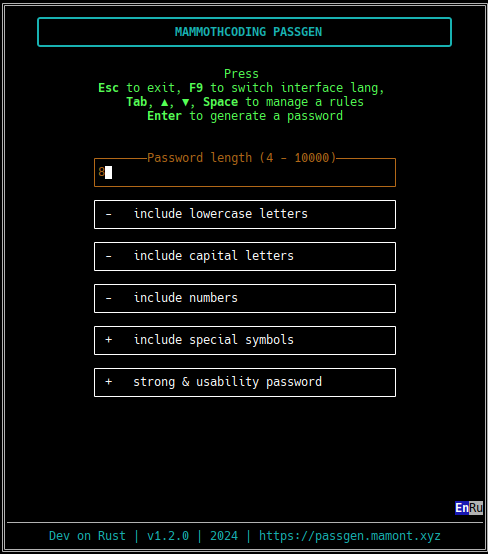 MAMMOTHCODING PASSGEN
Press
Esc to exit, F9 to switch interface lang,
Tab, ▲, ▼, Space to manage a rules
Enter to generate a password
Password length (4 - 10000)
8
- include lowercase letters
- include capital letters
- include numbers
+ include special symbols
+ strong & usability password
EnRu
Dev on Rust | v1.2.0 | 2024 | https://passgen.mamont.xyz